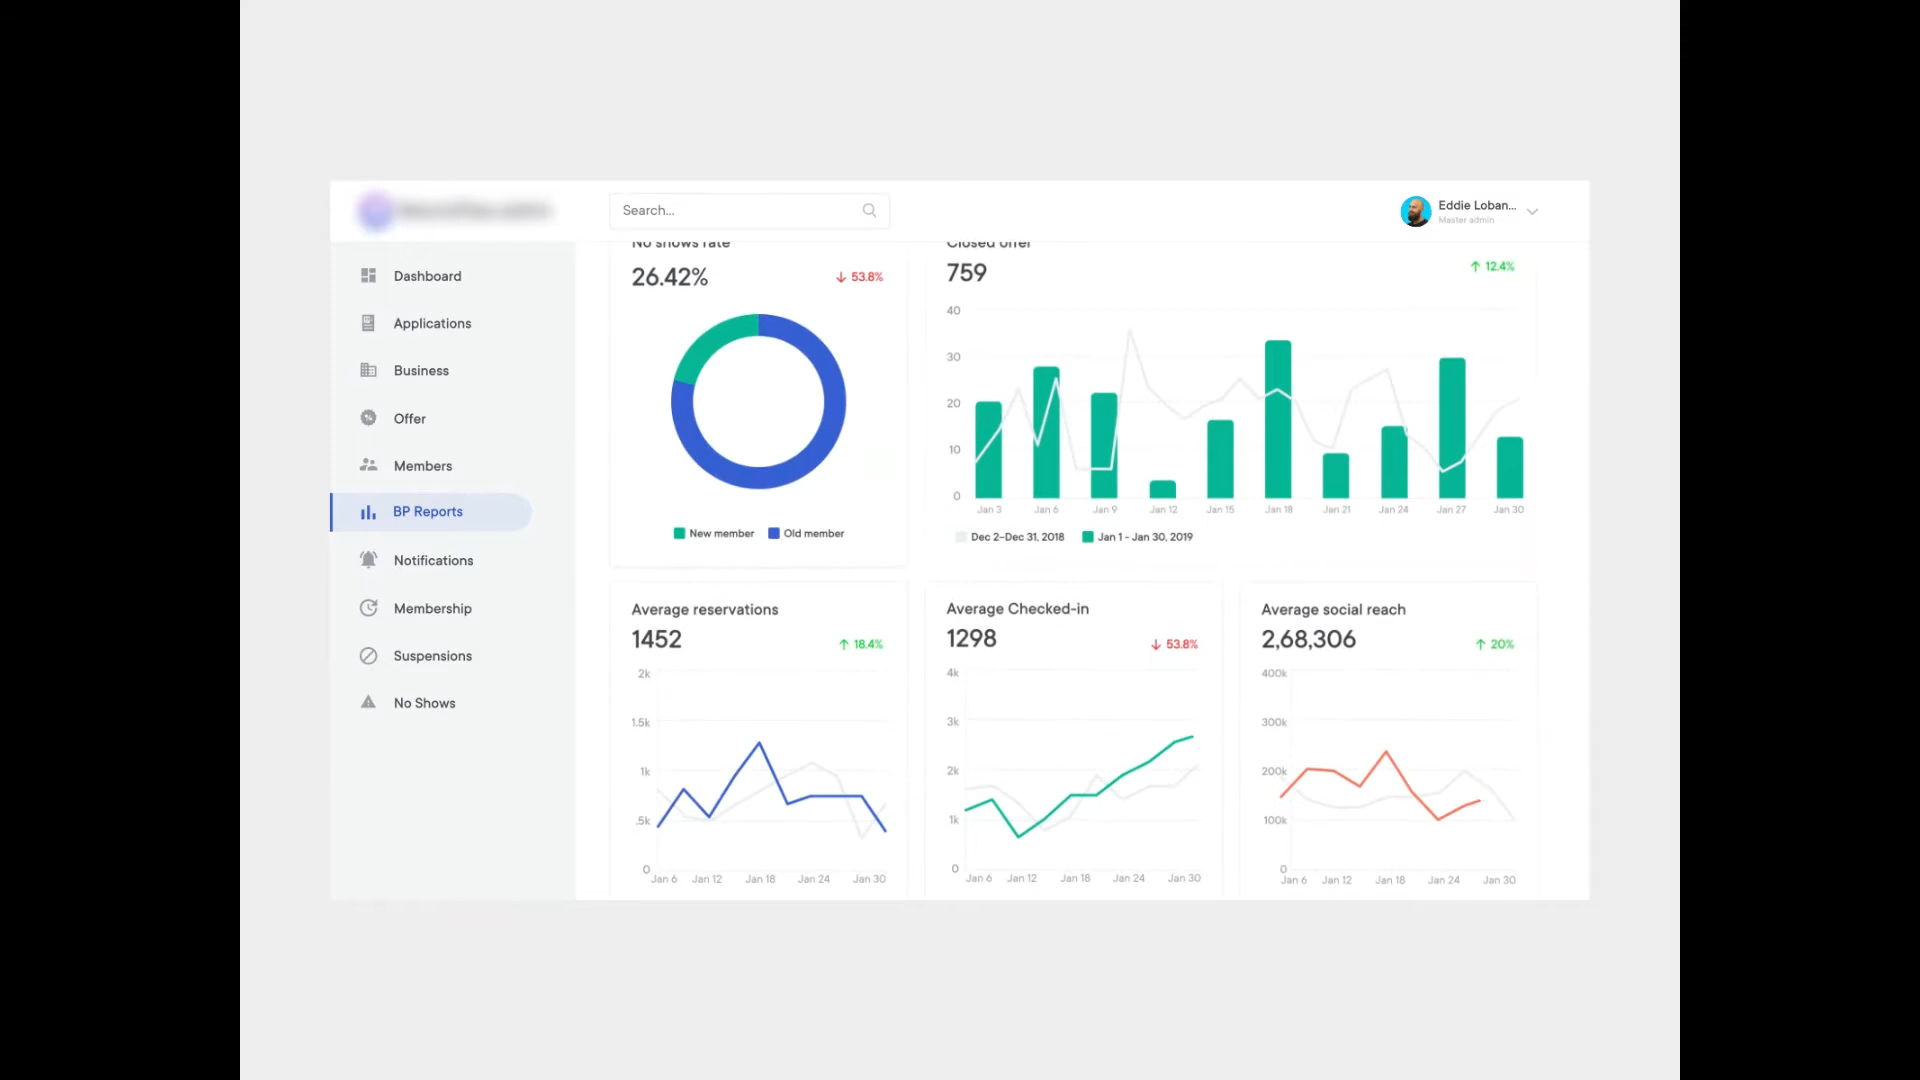 Search...
Eddie Loban...
Master admin
Dashboard
Applications
Business
Offer
Members
BP Reports
Notifications
Membership
Suspensions
No Shows
No shows rate
26.42%
53.8%
New member
Old member
Closed offer
759
12.4%
40
30
20
10
0
Jan 3
Jan 6
Jan 9
Jan 12
Jan 15
Jan 18
Jan 21
Jan 24
Jan 27
Jan 30
Dec 2–Dec 31, 2018
Jan 1 - Jan 30, 2019
Average reservations
1452
18.4%
2k
1.5k
1k
.5k
0
Jan 6
Jan 12
Jan 18
Jan 24
Jan 30
Average Checked-in
1298
53.8%
4k
3k
2k
1k
0
Jan 6
Jan 12
Jan 18
Jan 24
Jan 30
Average social reach
2,68,306
20%
400k
300k
200k
100k
0
Jan 6
Jan 12
Jan 18
Jan 24
Jan 30